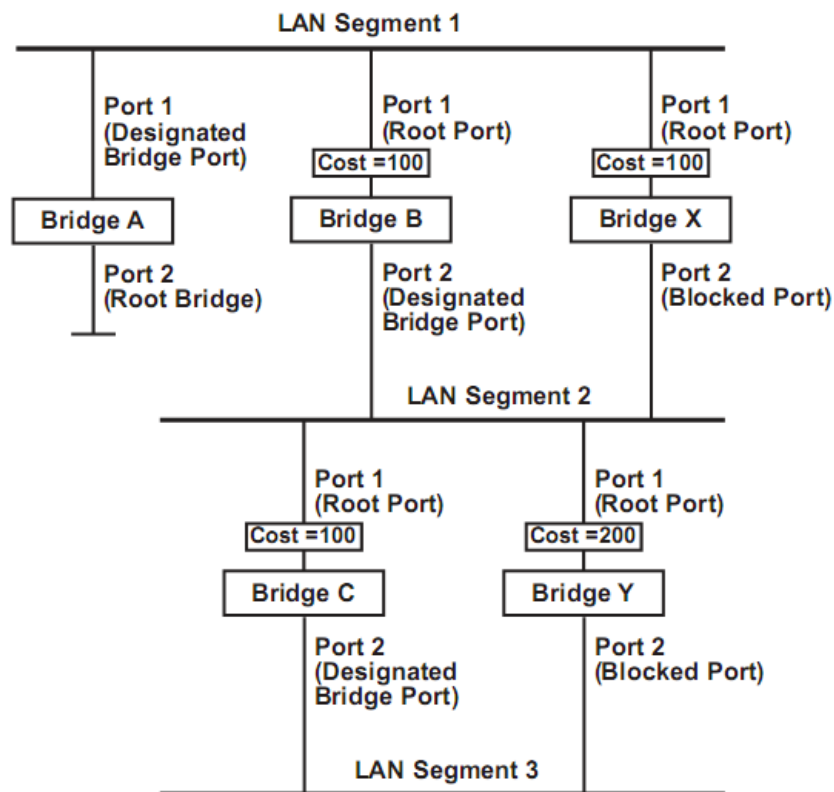 LAN Segment 1
Port 1
(Designated
Bridge Port)
Port 1
(Root Port)
Port 1
(Root Port)
Cost =100
Cost =100
Bridge A
Bridge B
Bridge X
Port 2
(Root Bridge)
Port 2
(Designated
Bridge Port)
Port 2
(Blocked Port)
LAN Segment 2
Port 1
(Root Port)
Port 1
(Root Port)
Cost =100
Cost =200
Bridge C
Bridge Y
Port 2
(Designated
Bridge Port)
Port 2
(Blocked Port)
LAN Segment 3